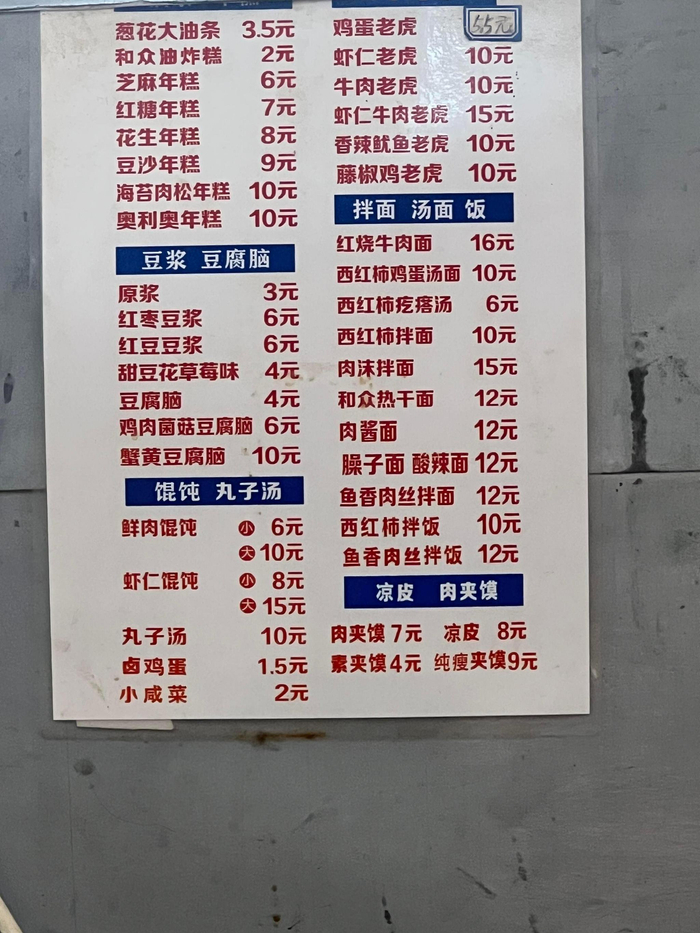 葱花大油条 3.5元
和众油炸糕 2元
芝麻年糕 6元
红糖年糕 7元
花生年糕 8元
豆沙年糕 9元
海苔肉松年糕 10元
奥利奥年糕 10元
豆浆 豆腐脑
原浆 3元
红枣豆浆 6元
红豆豆浆 6元
甜豆花草莓味 4元
豆腐脑 4元
鸡肉菌菇豆腐脑 6元
蟹黄豆腐脑 10元
馄饨 丸子汤
鲜肉馄饨 小 6元
大 10元
虾仁馄饨 小 8元
大 15元
丸子汤 10元
卤鸡蛋 1.5元
小咸菜 2元
鸡蛋老虎 5.5元
虾仁老虎 10元
牛肉老虎 10元
虾仁牛肉老虎 15元
香辣鱿鱼老虎 10元
藤椒鸡老虎 10元
拌面 汤面 饭
红烧牛肉面 16元
西红柿鸡蛋汤面 10元
西红柿疙瘩汤 6元
西红柿拌面 10元
肉沫拌面 15元
和众热干面 12元
肉酱面 12元
臊子面 酸辣面 12元
鱼香肉丝拌面 12元
西红柿拌饭 10元
鱼香肉丝拌饭 12元
凉皮 肉夹馍
肉夹馍 7元 凉皮 8元
素夹馍 4元 纯瘦夹馍 9元